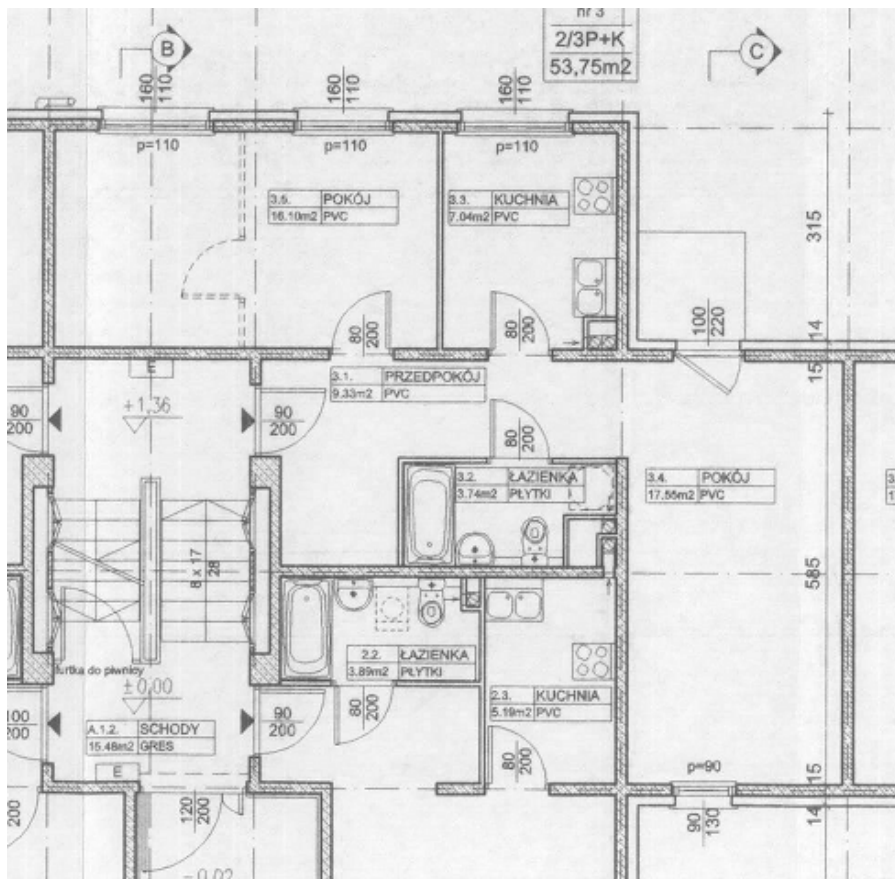 nr 3
2/3P+K
53,75m2
B
C
160
110
160
110
160
110
p=110
p=110
p=110
3.5. POKÓJ
16.10m2 PVC
3.3. KUCHNIA
7.04m2 PVC
315
100
220
14
80
200
80
200
E
15
3.1. PRZEDPOKÓJ
9.33m2 PVC
90
200
+1,36
90
200
80
200
3.2. ŁAZIENKA
3.74m2 PŁYTKI
3.4. POKÓJ
17.55m2 PVC
8 x 17
28
585
furtka do piwnicy
2.2. ŁAZIENKA
3.89m2 PŁYTKI
±0,00
2.3. KUCHNIA
5.19m2 PVC
100
200
A.1.2. SCHODY
15.48m2 GRES
90
200
80
200
E
80
200
p=90
15
200
120
200
90
130
14
-0,02